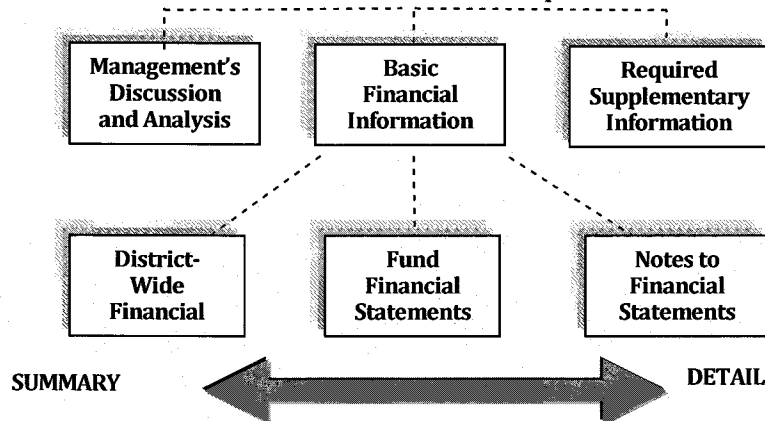 Management's
Discussion
and Analysis
Basic
Financial
Information
Required
Supplementary
Information
District-
Wide
Financial
Fund
Financial
Statements
Notes to
Financial
Statements
SUMMARY
DETAIL